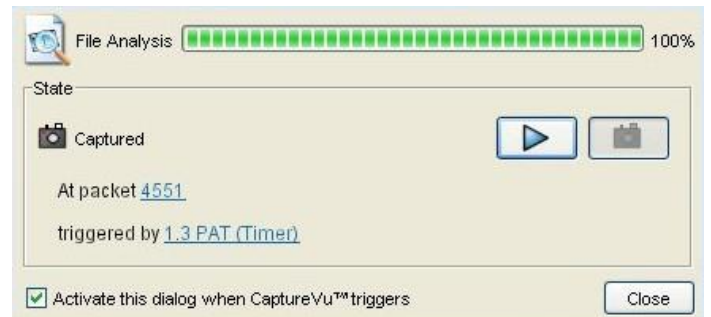 File Analysis 100%
State
Captured
At packet 4551
triggered by 1.3 PAT (Timer)
Activate this dialog when CaptureVu™ triggers Close